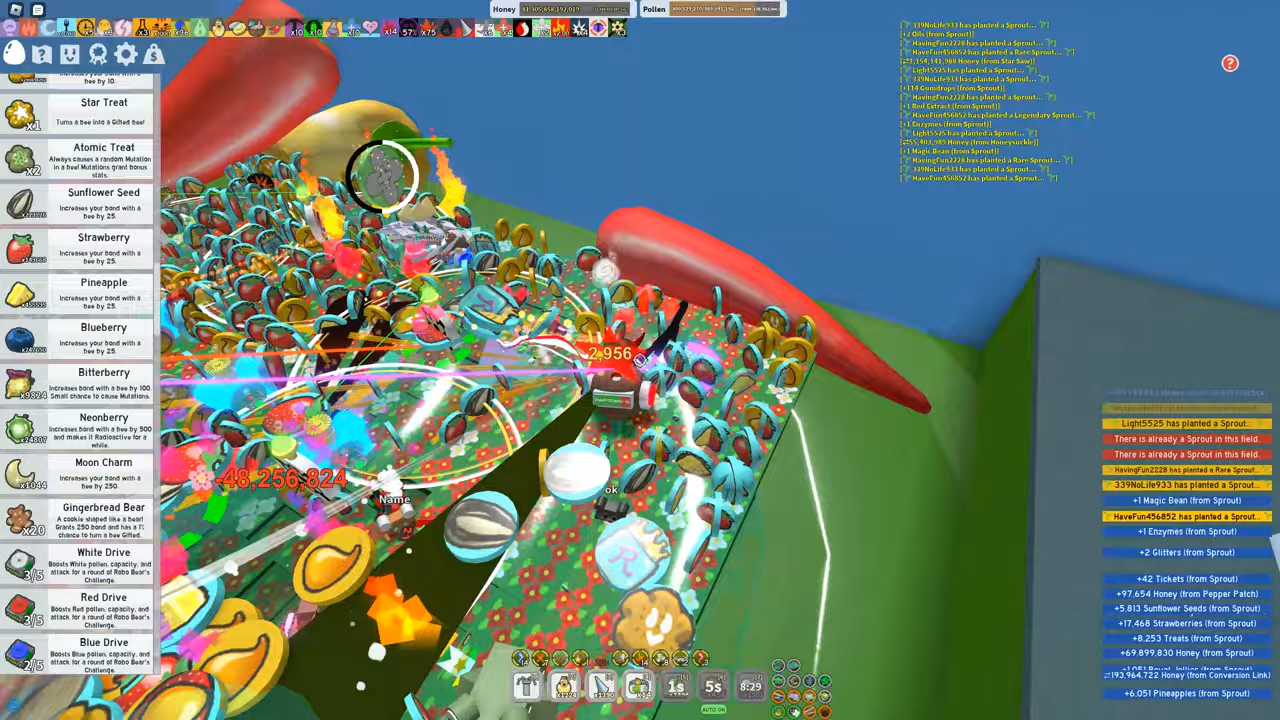 Honey
Pollen
bee by 10.
Star Treat
x1
Turns a bee into a Gifted bee!
Atomic Treat
x2
Always causes a random Mutation
in a bee! Mutations grant bonus
stats.
Sunflower Seed
Increases your bond with a
bee by 25.
Strawberry
Increases your bond with a
bee by 25.
Pineapple
Increases your bond with a
bee by 25.
Blueberry
Increases your bond with a
bee by 25.
Bitterberry
x9824
Increases bond with a bee by 100.
Small chance to cause Mutations.
Neonberry
Increases bond with a bee by 500
and makes it Radioactive for a
while.
Moon Charm
x1044
Increases your bond with a
bee by 250.
Gingerbread Bear
x20
A cookie shaped like a bear!
Grants 250 bond and has a 1%
chance to turn a bee Gifted.
White Drive
3/5
Boosts White pollen, capacity, and
attack for a round of Robo Bear's
Challenge.
Red Drive
3/5
Boosts Red pollen, capacity, and
attack for a round of Robo Bear's
Challenge.
Blue Drive
2/5
Boosts Blue pollen, capacity, and
attack for a round of Robo Bear's
Challenge.
339NoLife933 has planted a Sprout...
[+2 Oils (from Sprout)]
HavingFun2228 has planted a Sprout...
HaveFun456852 has planted a Rare Sprout...
Light5525 has planted a Sprout...
339NoLife933 has planted a Sprout...
[+114 Gumdrops (from Sprout)]
HavingFun2228 has planted a Sprout...
[+1 Red Extract (from Sprout)]
HaveFun456852 has planted a Legendary Sprout...
[+1 Enzymes (from Sprout)]
Light5525 has planted a Sprout...
[+1 Magic Bean (from Sprout)]
HavingFun2228 has planted a Rare Sprout...
339NoLife933 has planted a Sprout...
HaveFun456852 has planted a Sprout...
?
2,956
-48,256,824
Name
ok
R
Light5525 has planted a Sprout...
There is already a Sprout in this field.
There is already a Sprout in this field.
HavingFun2228 has planted a Rare Sprout...
339NoLife933 has planted a Sprout...
+1 Magic Bean (from Sprout)
HaveFun456852 has planted a Sprout...
+1 Enzymes (from Sprout)
+2 Glitters (from Sprout)
+42 Tickets (from Sprout)
+97,654 Honey (from Pepper Patch)
+5,813 Sunflower Seeds (from Sprout)
+17,468 Strawberries (from Sprout)
+8,253 Treats (from Sprout)
+69,899,830 Honey (from Sprout)
193,964,722 Honey (from Conversion Link)
+6,051 Pineapples (from Sprout)
1s
5s
8:29
AUTO ON